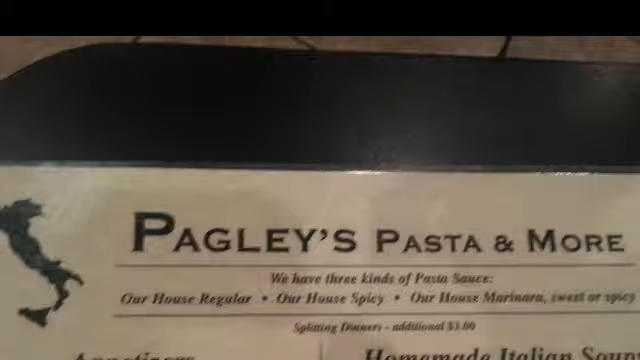 PAGLEY'S PASTA & MORE
We have three kinds of Pasta Sauce:
Our House Regular • Our House Spicy • Our House Marinara, sweet or spicy
Splitting Dinners - additional $3.00
Appetizers
Homemade Italian Soup